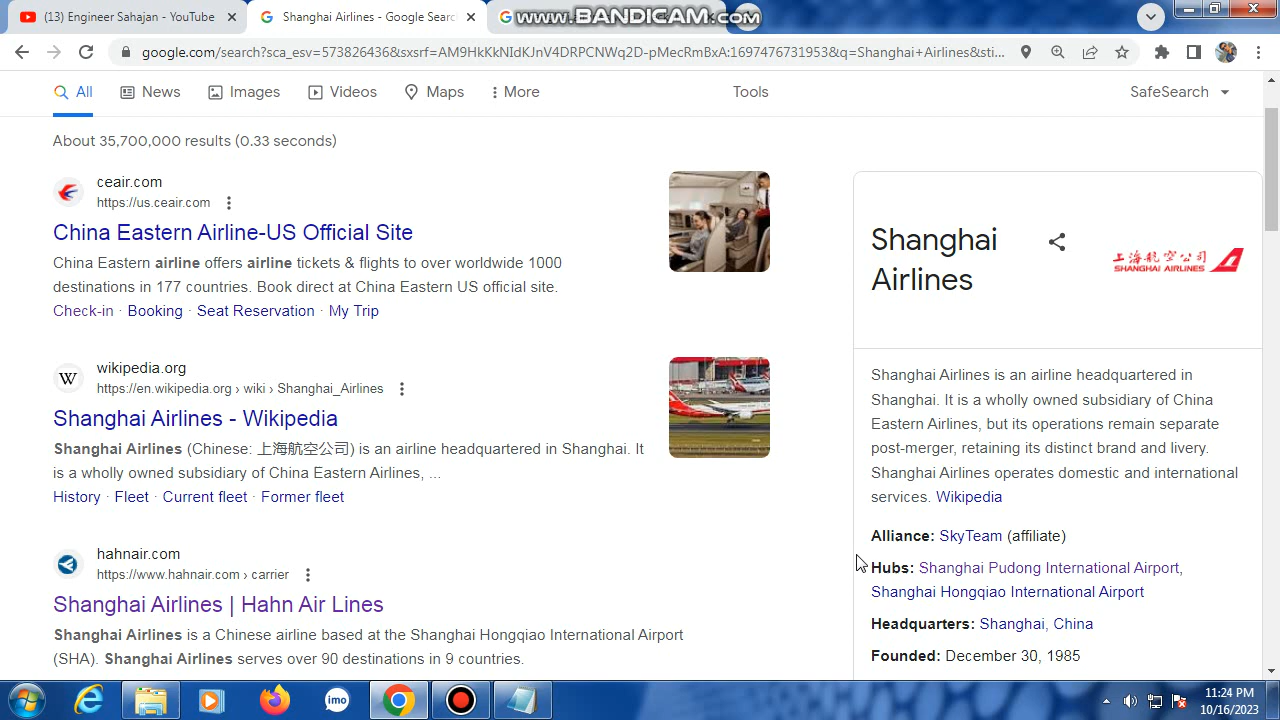 (13) Engineer Sahajan - YouTube
Shanghai Airlines - Google Searc
www.BANDICAM.com
google.com/search?sca_esv=573826436&sxsrf=AM9HkKkNIdKJnV4DRPCNWq2D-pMecRmBxA:1697476731953&q=Shanghai+Airlines&sti...
All News Images Videos Maps More Tools SafeSearch
About 35,700,000 results (0.33 seconds)
ceair.com
https://us.ceair.com
China Eastern Airline-US Official Site
China Eastern airline offers airline tickets & flights to over worldwide 1000
destinations in 177 countries. Book direct at China Eastern US official site.
Check-in · Booking · Seat Reservation · My Trip
W
wikipedia.org
https://en.wikipedia.org › wiki › Shanghai_Airlines
Shanghai Airlines - Wikipedia
Shanghai Airlines (Chinese: 上海航空公司) is an airline headquartered in Shanghai. It
is a wholly owned subsidiary of China Eastern Airlines, ...
History · Fleet · Current fleet · Former fleet
hahnair.com
https://www.hahnair.com › carrier
Shanghai Airlines | Hahn Air Lines
Shanghai Airlines is a Chinese airline based at the Shanghai Hongqiao International Airport
(SHA). Shanghai Airlines serves over 90 destinations in 9 countries.
Shanghai
Airlines
上海航空公司
SHANGHAI AIRLINES
Shanghai Airlines is an airline headquartered in
Shanghai. It is a wholly owned subsidiary of China
Eastern Airlines, but its operations remain separate
post-merger, retaining its distinct brand and livery.
Shanghai Airlines operates domestic and international
services. Wikipedia
Alliance: SkyTeam (affiliate)
Hubs: Shanghai Pudong International Airport,
Shanghai Hongqiao International Airport
Headquarters: Shanghai, China
Founded: December 30, 1985
imo
11:24 PM
10/16/2023